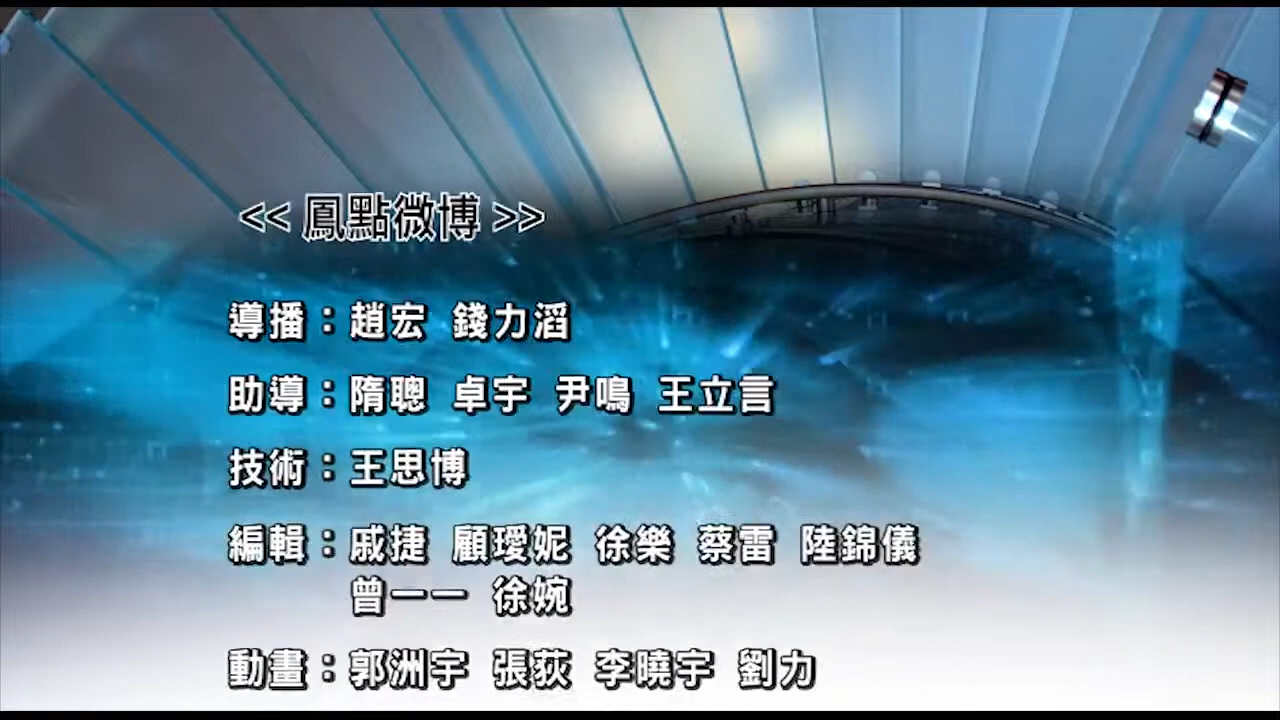 << 鳳點微博 >>
導播：趙宏 錢力滔
助導：隋聰 卓宇 尹鳴 王立言
技術：王思博
編輯：戚捷 顧璦妮 徐樂 蔡雷 陸錦儀
曾一一 徐婉
動畫：郭洲宇 張荻 李曉宇 劉力